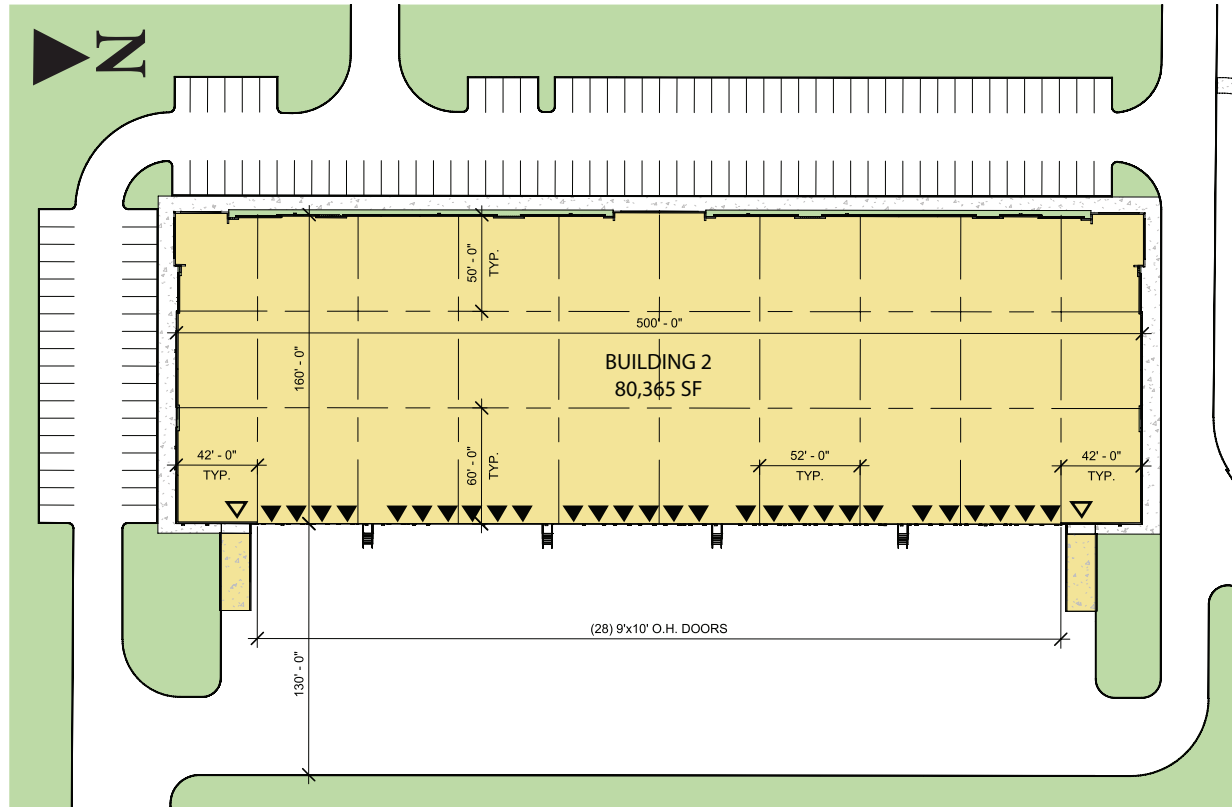 N
50' - 0"
TYP.
500' - 0"
160' - 0"
BUILDING 2
80,365 SF
42' - 0"
TYP.
60' - 0"
TYP.
52' - 0"
TYP.
42' - 0"
TYP.
(28) 9'x10' O.H. DOORS
130' - 0"